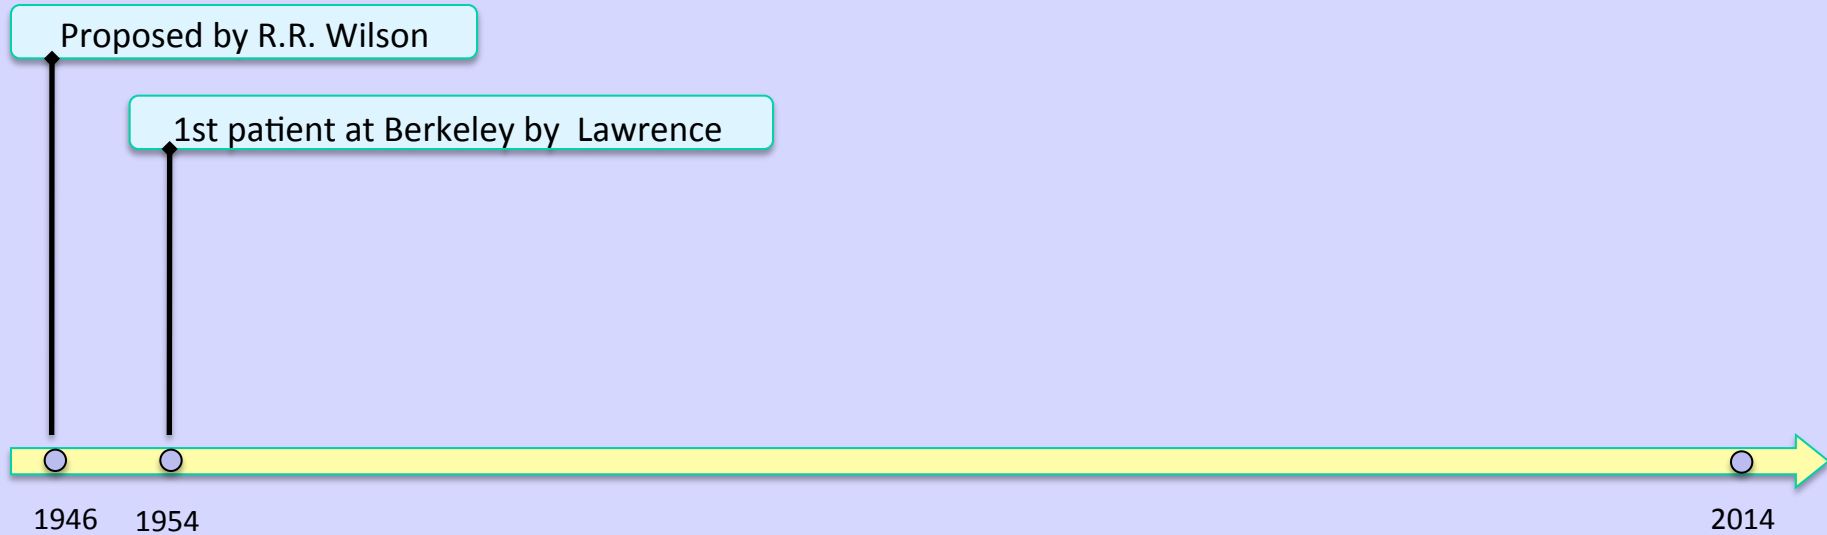 Proposed by R.R. Wilson
1st patient at Berkeley by Lawrence
1946
1954
2014